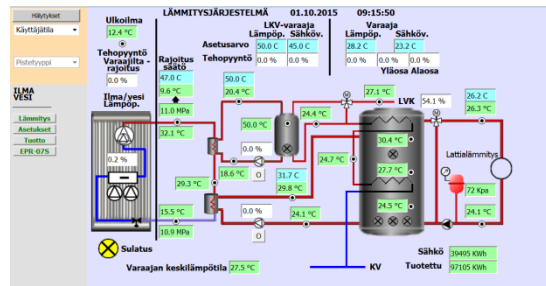 Hälytykset
Käyttäjätila
Pistetyyppi
ILMA
VESI
Lämmitys
Asetukset
Tuotto
EPR-07S
LÄMMITYSJÄRJESTELMÄ 01.10.2015 09:15:50
Ulkoilma
12.4 °C
Tehopyyntö
Varaajilta -
rajoitus
0.0 %
Rajoitus
säätö
47.0 C
9.6 °C
11.0 MPa
32.1 °C
LKV-varaaja
Lämpöp. Sähköv.
Asetusarvo 50.0 C 45.0 C
Tehopyyntö 0.0 % 0.0 %
Varaaja
Lämpöp. Sähköv.
28.2 C 23.2 C
0.0 % 0.0 % 0.0 %
Yläosa Alaosa
Ilma/vesi
Lämpöp.
0.2 %
50.0 C
20.4 °C
50.0 °C
24.4 °C
27.1 °C
M
LVK 54.1 %
M
26.2 C
26.3 °C
0.0 %
O
18.6 °C
29.3 °C
31.7 C
29.8 °C
24.7 °C
30.4 °C
27.7 °C
24.5 °C
Lattialämmitys
72 Kpa
24.1 °C
15.5 °C
10.9 MPa
0.0 %
O
24.1 °C
Sulatus
Varaajan keskilämpötila 27.5 °C
KV
Sähkö 39495 KWh
Tuotettu 97105 KWh